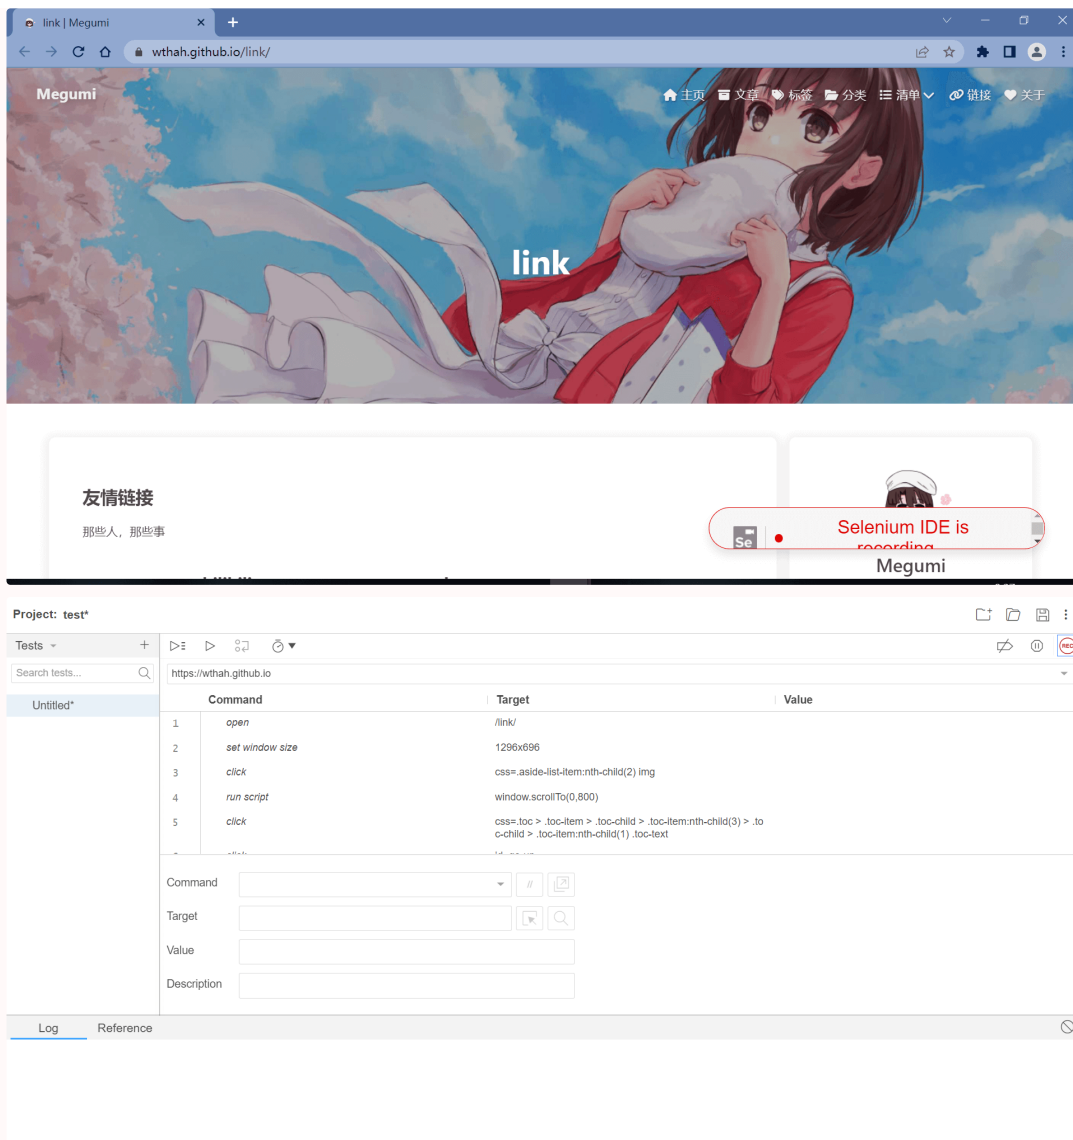 link | Megumi
wthah.github.io/link/
Megumi
主页 文章 标签 分类 清单 链接 关于
link
友情链接
那些人，那些事
Se
Selenium IDE is
recording
Megumi
Project: test*
Tests
Search tests...
Untitled*
REC
https://wthah.github.io
Command Target Value
1 open /link/
2 set window size 1296x696
3 click css=.aside-list-item:nth-child(2) img
4 run script window.scrollTo(0,800)
5 click css=.toc > .toc-item > .toc-child > .toc-item:nth-child(3) > .to
c-child > .toc-item:nth-child(1) .toc-text
Command
//
Target
Value
Description
Log Reference